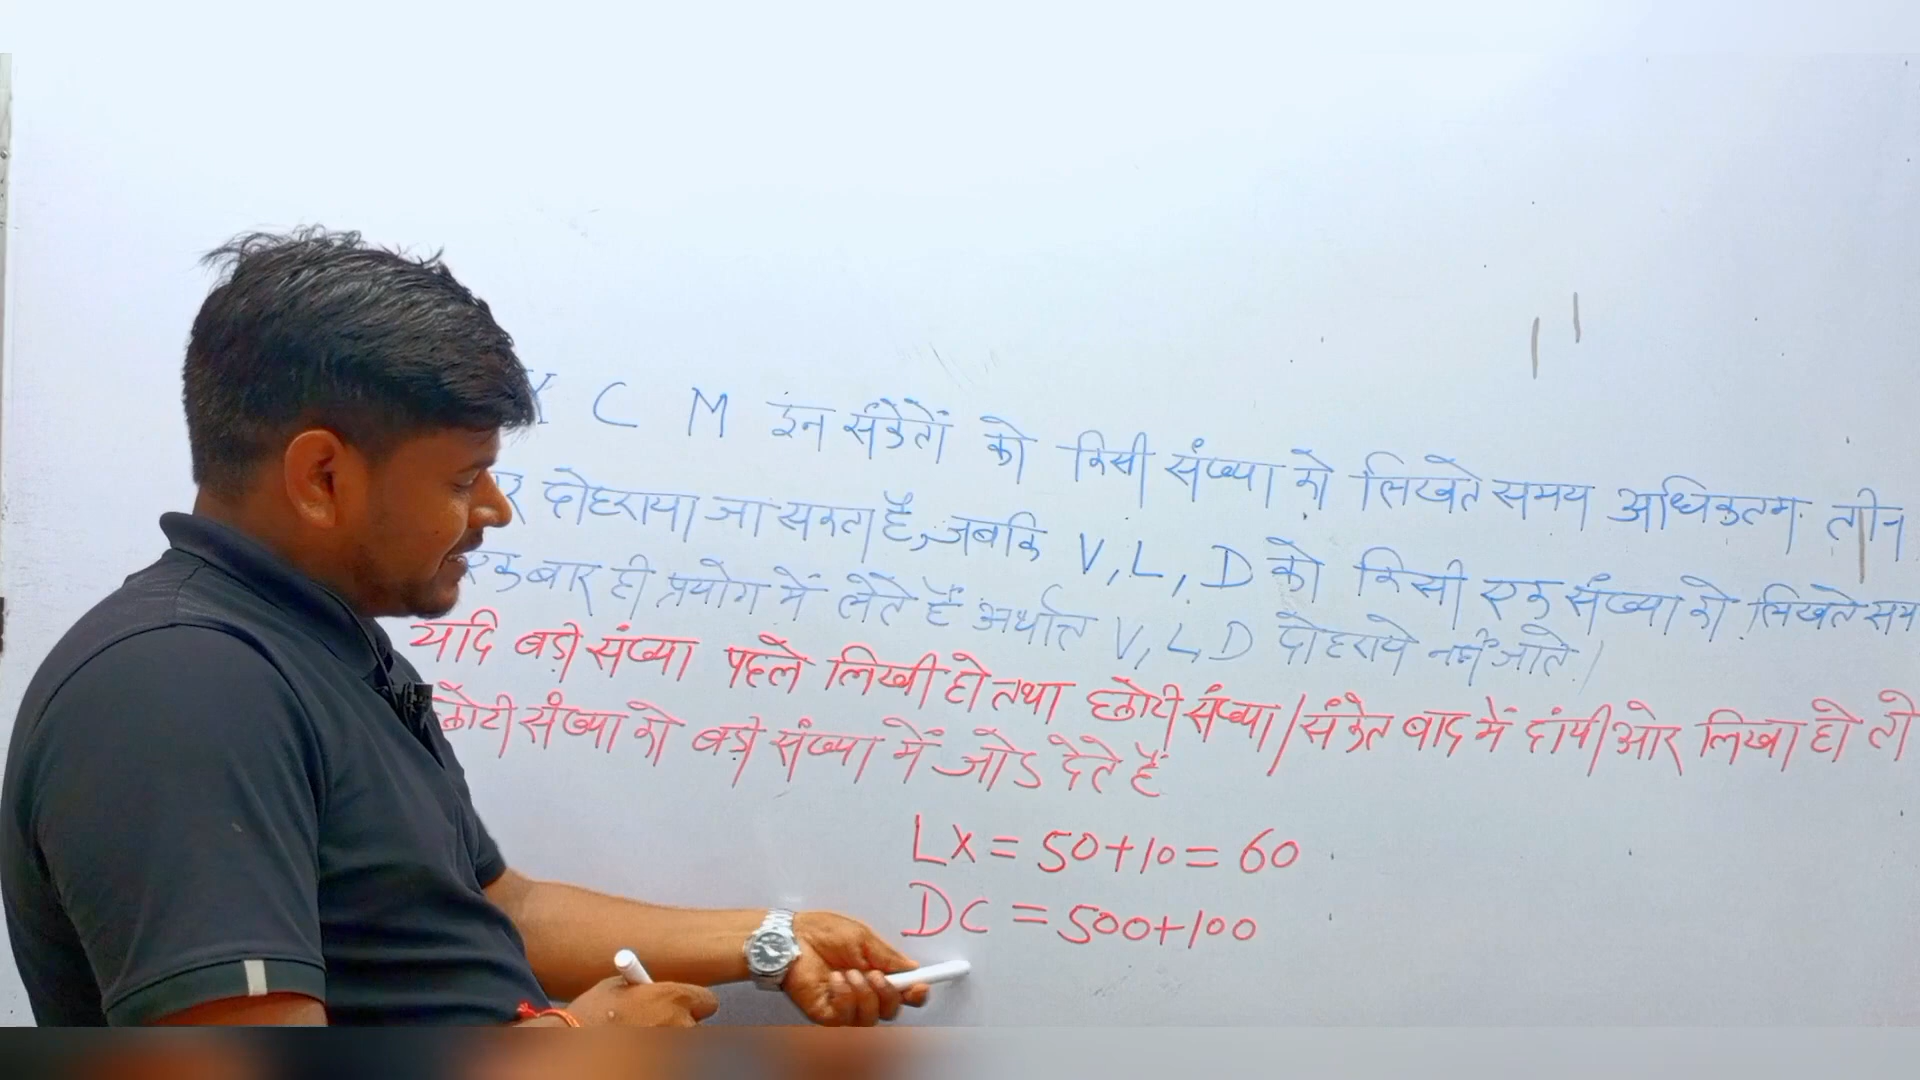 X C M इन संकेतों को किसी संख्या को लिखते समय अधिकतम तीन
दोहराया जा सकता है, जबकि V, L, D को किसी एक संख्या को लिखते सम
एक बार ही प्रयोग में लेते हैं अर्थात V, L, D दोहराये नहीं जाते।
यदि बड़ी संख्या पहले लिखी हो तथा छोटी संख्या/संकेत बाद में दांयी ओर लिखा हो तो
छोटी संख्या को बड़ी संख्या में जोड देते हैं
LX = 50+10 = 60
DC = 500+100